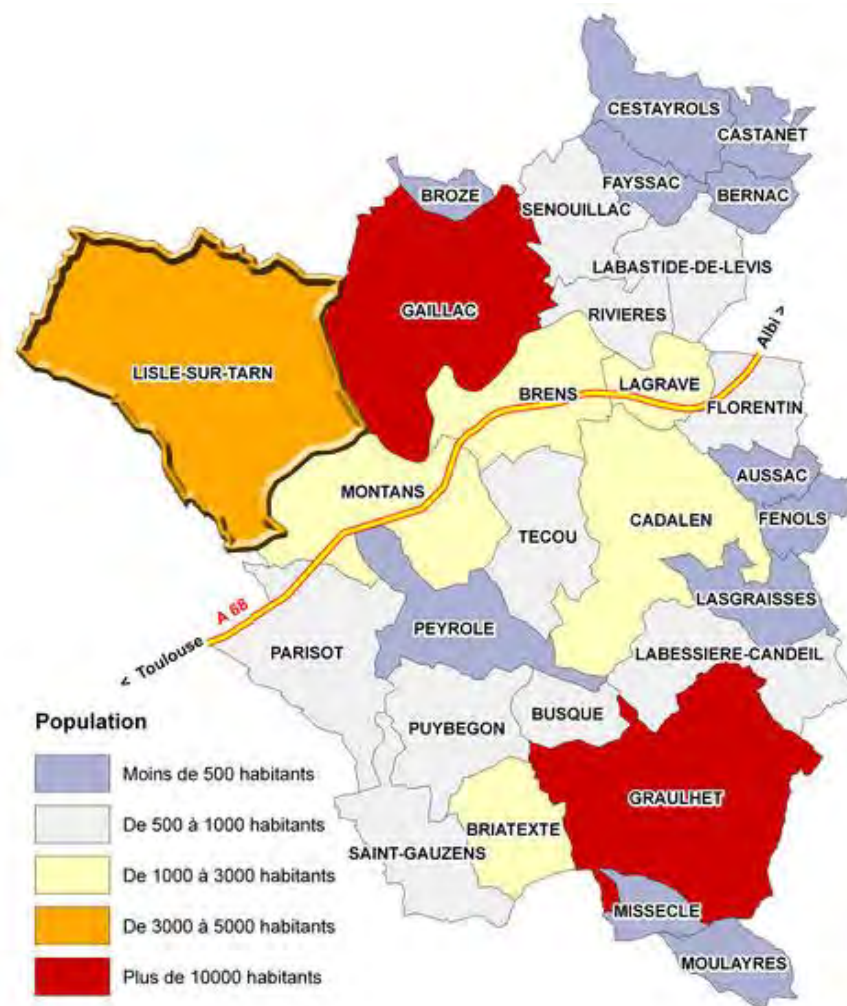 CESTAYROLS
CASTANET
FAYSSAC
BERNAC
BROZE
SENOUILLAC
LABASTIDE-DE-LEVIS
GAILLAC
RIVIERES
Albi >
LISLE-SUR-TARN
LAGRAVE
BRENS
FLORENTIN
AUSSAC
MONTANS
FENOLS
CADALEN
TECOU
LASGRAISSES
A 68
PEYROLE
< Toulouse
PARISOT
LABESSIERE-CANDEIL
BUSQUE
PUYBEGON
GRAULHET
BRIATEXTE
SAINT-GAUZENS
MISSECLE
MOULAYRES
Population
Moins de 500 habitants
De 500 à 1000 habitants
De 1000 à 3000 habitants
De 3000 à 5000 habitants
Plus de 10000 habitants